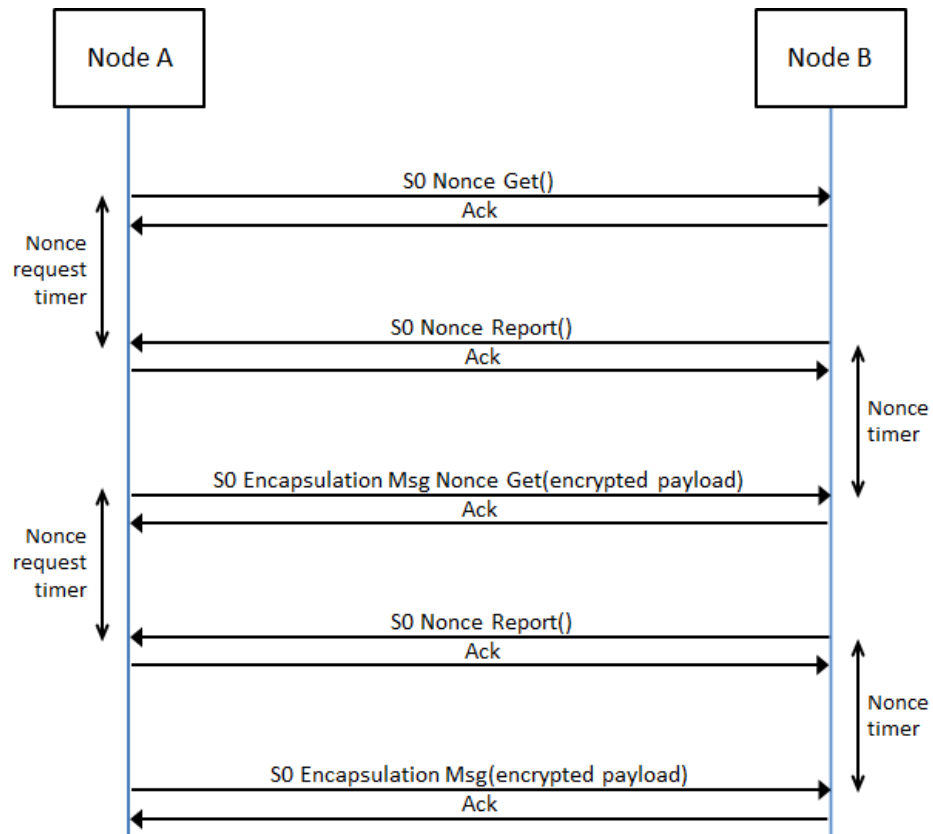 Node A
Node B
S0 Nonce Get()
Ack
Nonce
request
timer
S0 Nonce Report()
Ack
Nonce
timer
S0 Encapsulation Msg Nonce Get(encrypted payload)
Ack
Nonce
request
timer
S0 Nonce Report()
Ack
Nonce
timer
S0 Encapsulation Msg(encrypted payload)
Ack